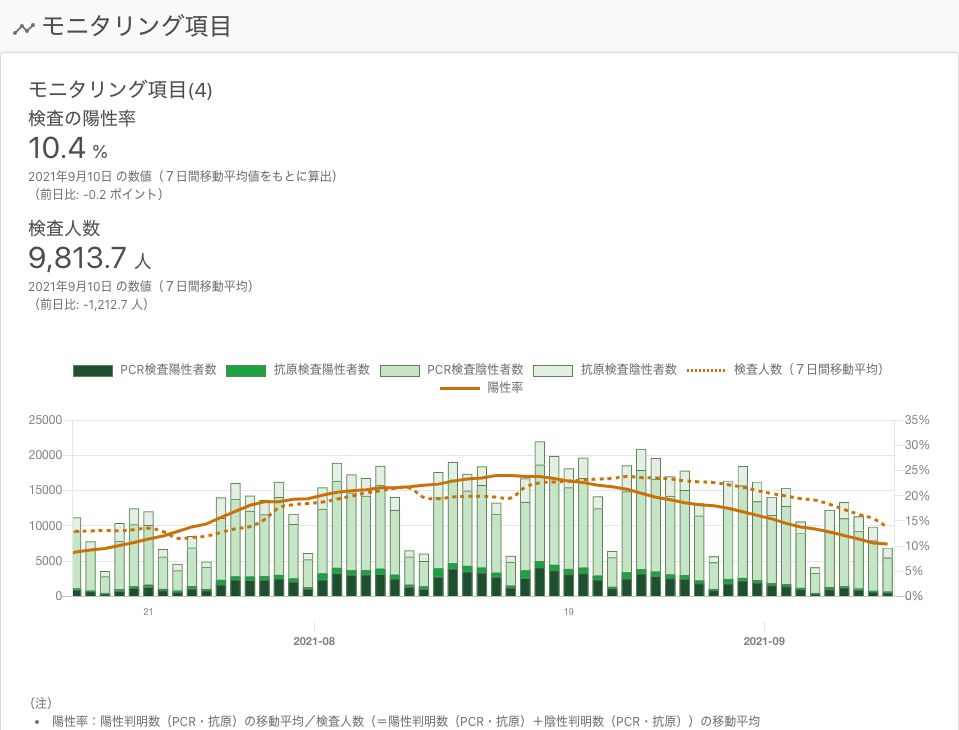 モニタリング項目
モニタリング項目(4)
検査の陽性率
10.4 %
2021年9月10日 の数値（７日間移動平均値をもとに算出）
（前日比: -0.2 ポイント）
検査人数
9,813.7 人
2021年9月10日 の数値（７日間移動平均）
（前日比: -1,212.7 人）
PCR検査陽性者数 抗原検査陽性者数 PCR検査陰性者数 抗原検査陰性者数 検査人数（７日間移動平均）
陽性率
25000 35%
30%
20000
25%
15000 20%
15%
10000
10%
5000
5%
0 0%
21 19
2021-08 2021-09
（注）
• 陽性率：陽性判明数（PCR・抗原）の移動平均／検査人数（＝陽性判明数（PCR・抗原）＋陰性判明数（PCR・抗原））の移動平均